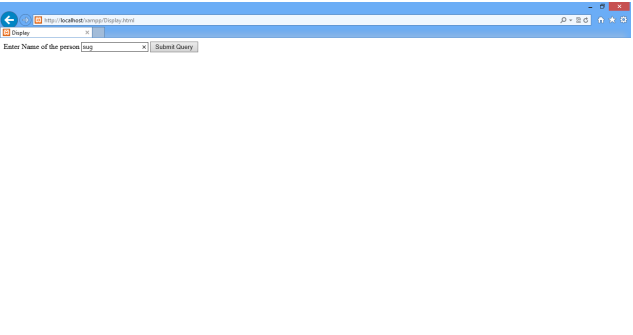 http://localhost/xampp/Display.html
Display
Enter Name of the person sug Submit Query